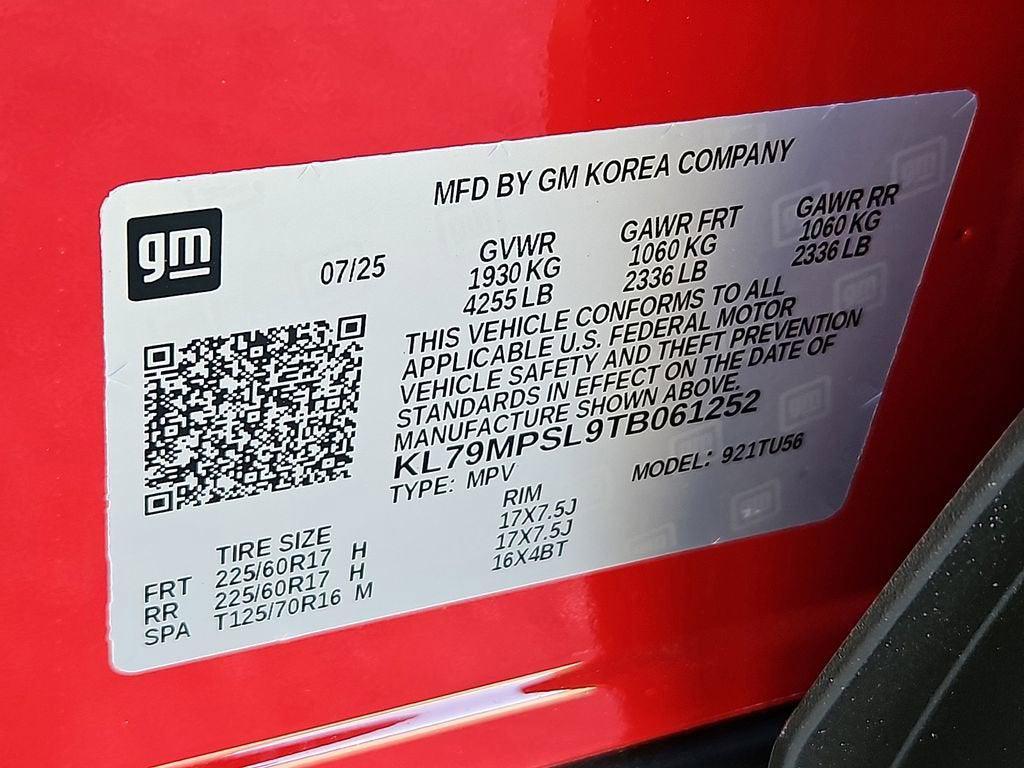 MFD BY GM KOREA COMPANY
gm
07/25
GVWR
1930 KG
4255 LB
GAWR FRT
1060 KG
2336 LB
GAWR RR
1060 KG
2336 LB
THIS VEHICLE CONFORMS TO ALL
APPLICABLE U.S. FEDERAL MOTOR
VEHICLE SAFETY AND THEFT PREVENTION
STANDARDS IN EFFECT ON THE DATE OF
MANUFACTURE SHOWN ABOVE.
KL79MPSL9TB061252
TYPE: MPV
MODEL: 921TU56
TIRE SIZE RIM
FRT 225/60R17 H 17X7.5J
RR 225/60R17 H 17X7.5J
SPA T125/70R16 M 16X4BT